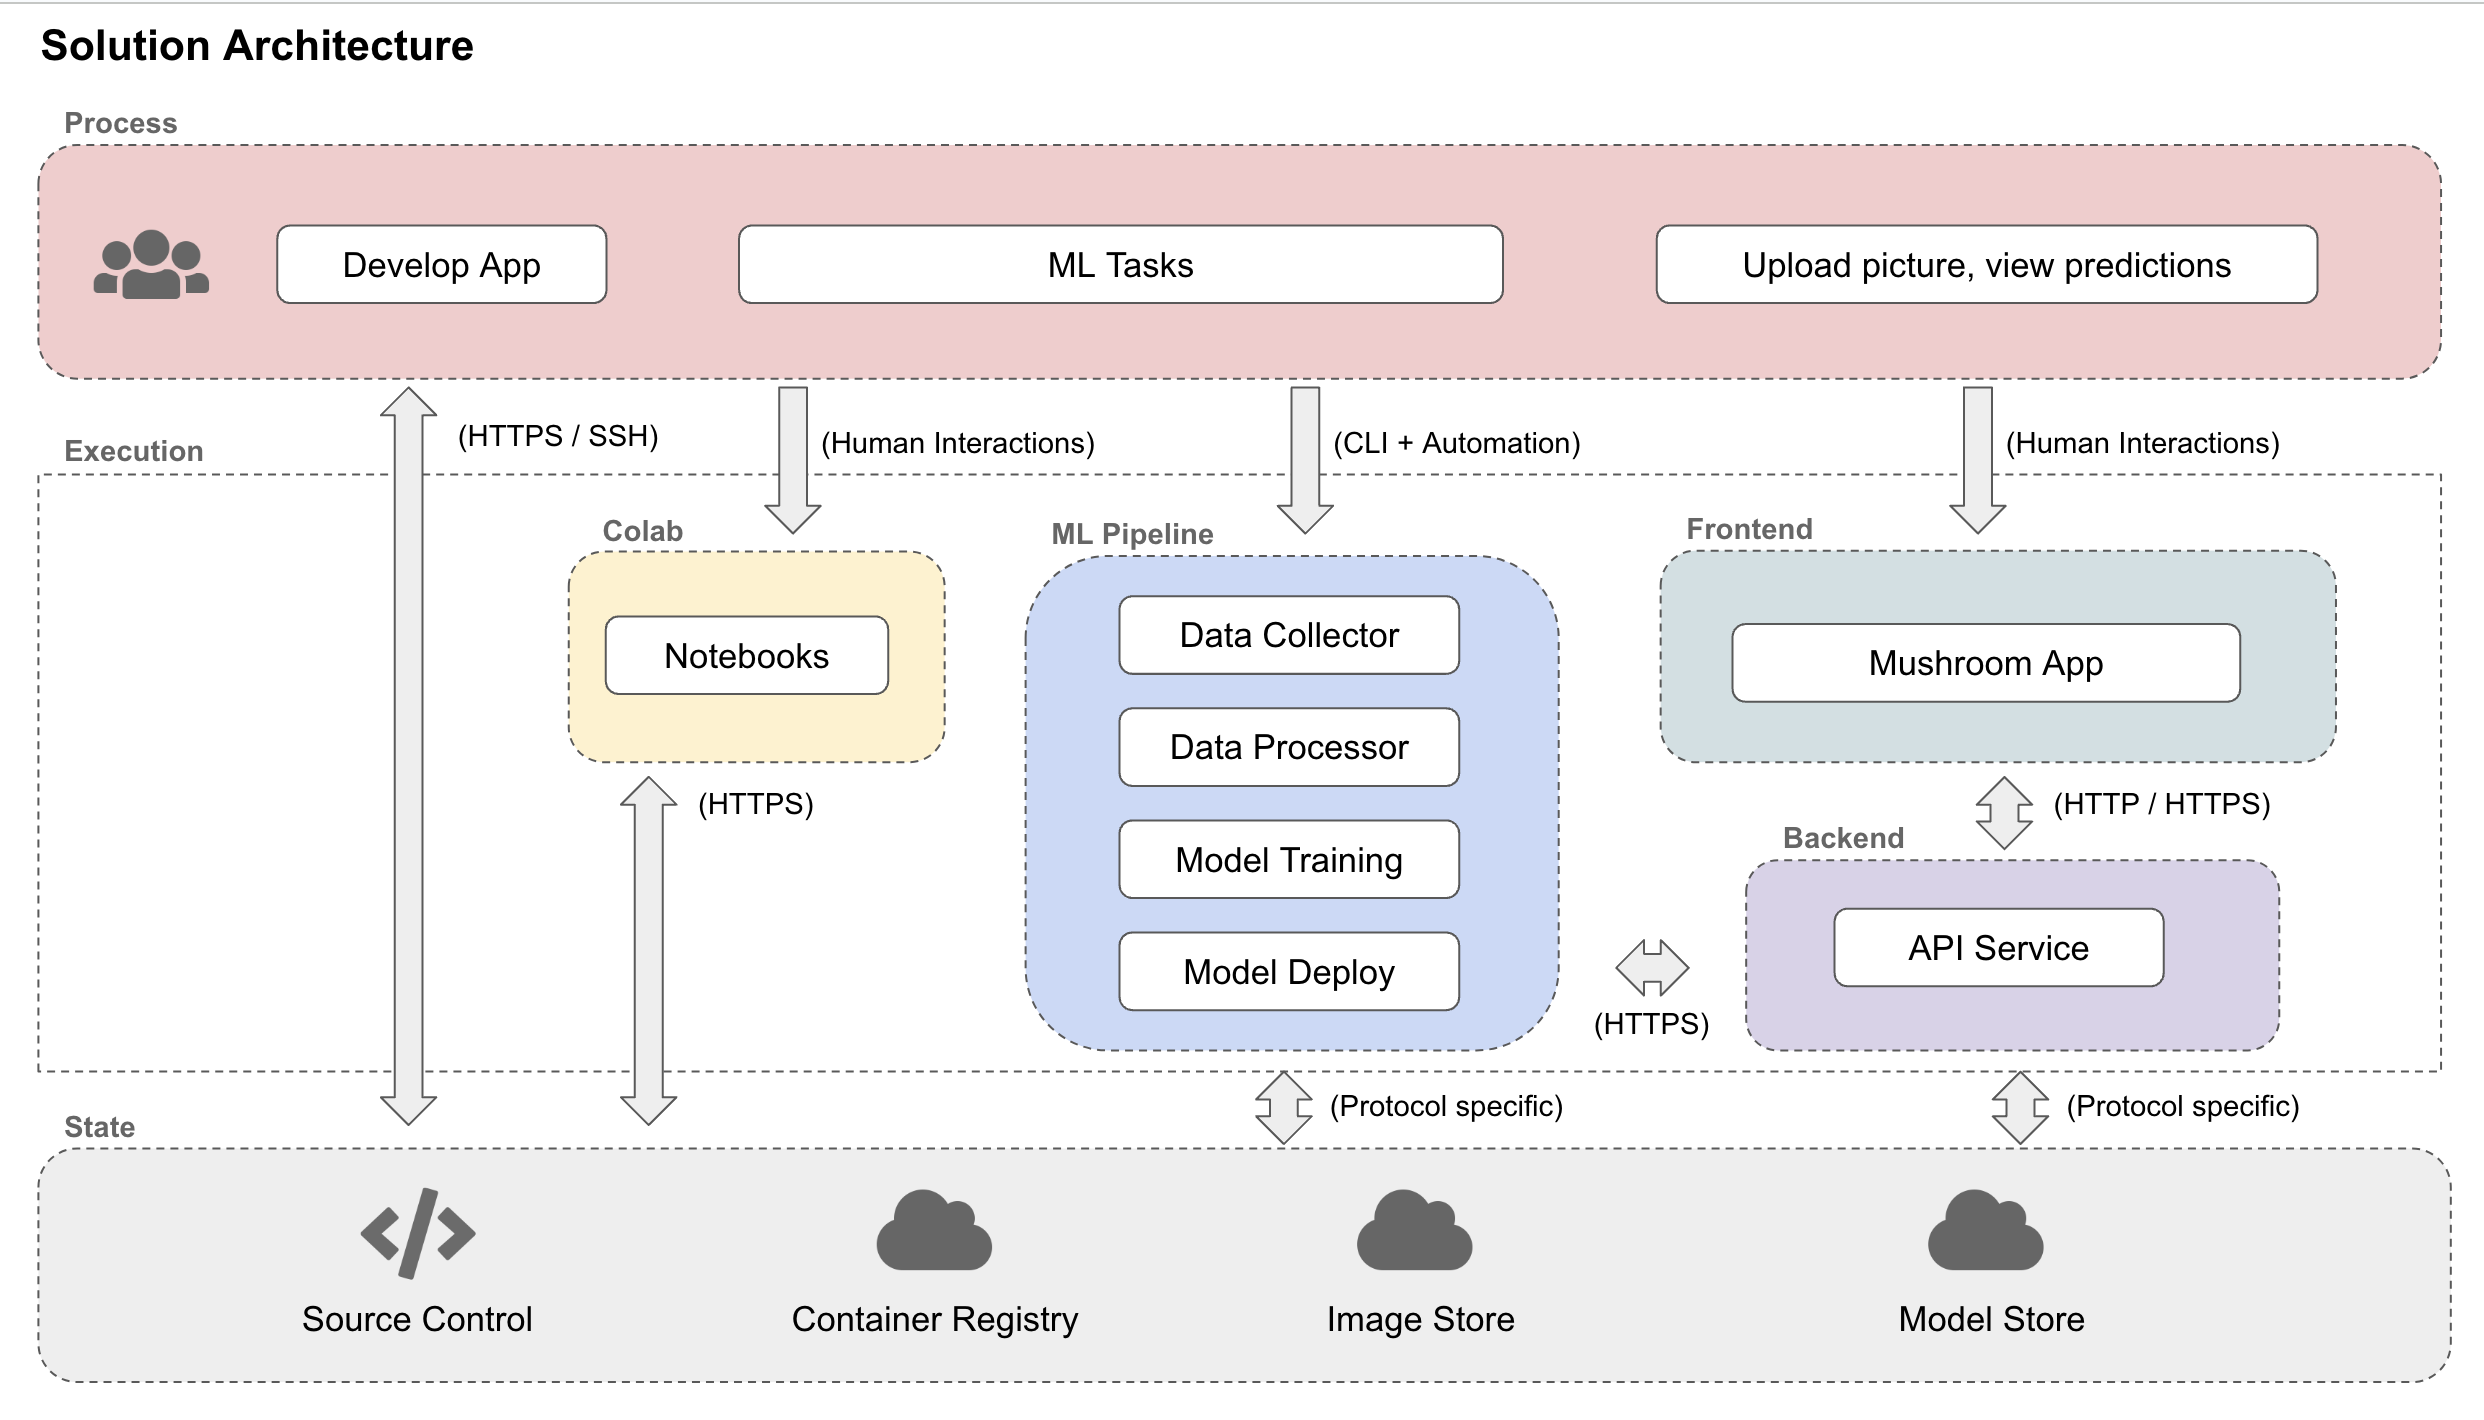 Solution Architecture
Process
Develop App
ML Tasks
Upload picture, view predictions
(HTTPS / SSH)
(Human Interactions)
(CLI + Automation)
(Human Interactions)
Execution
Colab
ML Pipeline
Frontend
Notebooks
Data Collector
Mushroom App
Data Processor
(HTTPS)
(HTTP / HTTPS)
Backend
Model Training
API Service
Model Deploy
(HTTPS)
(Protocol specific)
(Protocol specific)
State
Source Control
Container Registry
Image Store
Model Store